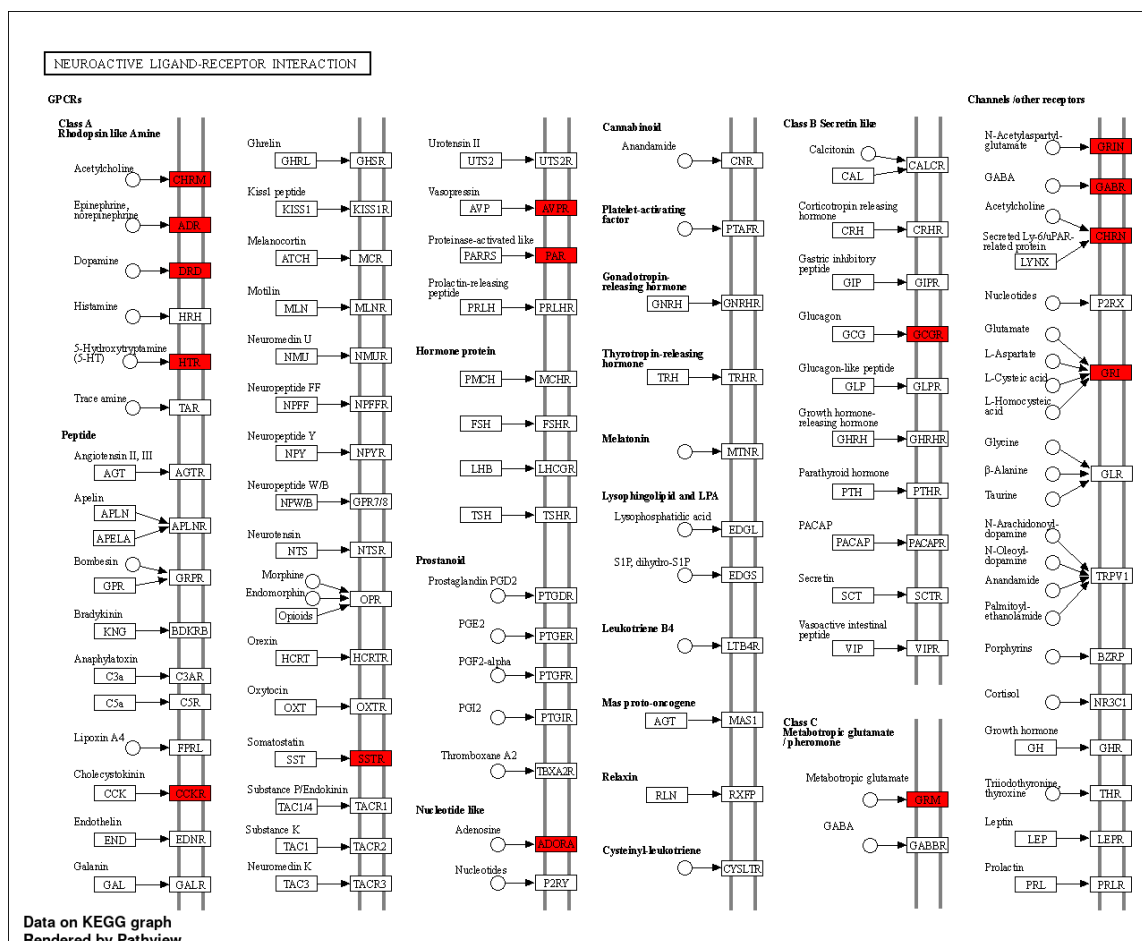 NEUROACTIVE LIGAND-RECEPTOR INTERACTION
GPCRs
Class A
Rhodopsin like Amine
Acetylcholine
CHRM
Epinephrine,
norepinephrine
ADR
Dopamine
DRD
Histamine
HRH
5-Hydroxytryptamine
(5-HT)
HTR
Trace amine
TAR
Peptide
Angiotensin II, III
AGT
AGTR
Apelin
APLN
APELA
APLNR
Bombesin
GPR
GRPR
Bradykinin
KNG
BDKRB
Anaphylatoxin
C3a
C3AR
C5a
C5R
Lipoxin A4
FPRL
Cholecystokinin
CCK
CCKR
Endothelin
END
EDNR
Galanin
GAL
GALR
Ghrelin
GHRL
GHSR
Kiss1 peptide
KISS1
KISS1R
Melanocortin
ATCH
MCR
Motilin
MLN
MLNR
Neuromedin U
NMU
NMUR
Neuropeptide FF
NPFF
NPFFR
Neuropeptide Y
NPY
NPYR
Neuropeptide W/B
NPW/B
GPR7/8
Neurotensin
NTS
NTSR
Morphine
Endomorphin
Opioids
OPR
Orexin
HCRT
HCRTR
Oxytocin
OXT
OXTR
Somatostatin
SST
SSTR
Substance P/Endokinin
TAC1/4
TACR1
Substance K
TAC1
TACR2
Neuromedin K
TAC3
TACR3
Urotensin II
UTS2
UTS2R
Vasopressin
AVP
AVPR
Proteinase-activated like
PARRS
PAR
Prolactin-releasing
peptide
PRLH
PRLHR
Hormone protein
PMCH
MCHR
FSH
FSHR
LHB
LHCGR
TSH
TSHR
Prostanoid
Prostaglandin PGD2
PTGDR
PGE2
PTGER
PGF2-alpha
PTGFR
PGI2
PTGIR
Thromboxane A2
TBXA2R
Nucleotide like
Adenosine
ADORA
Nucleotides
P2RY
Cannabinoid
Anandamide
CNR
Platelet-activating
factor
PTAFR
Gonadotropin-
releasing hormone
GNRH
GNRHR
Thyrotropin-releasing
hormone
TRH
TRHR
Melatonin
MTNR
Lysophingolipid and LPA
Lysophosphatidic acid
EDGL
S1P, dihydro-S1P
EDGS
Leukotriene B4
LTB4R
Mas proto-oncogene
AGT
MAS1
Relaxin
RLN
RXFP
Cysteinyl-leukotriene
CYSLTR
Class B Secretin like
Calcitonin
CAL
CALCR
Corticotropin releasing
hormone
CRH
CRHR
Gastric inhibitory
peptide
GIP
GIPR
Glucagon
GCG
GCGR
Glucagon-like peptide
GLP
GLPR
Growth hormone-
releasing hormone
GHRH
GHRHR
Parathyroid hormone
PTH
PTHR
PACAP
PACAP
PACAPR
Secretin
SCT
SCTR
Vasoactive intestinal
peptide
VIP
VIPR
Class C
Metabotropic glutamate
/ pheromone
Metabotropic glutamate
GRM
GABA
GABBR
Channels /other receptors
N-Acetylaspartyl-
glutamate
GRIN
GABA
GABR
Acetylcholine
CHRN
Secreted Ly-6/uPAR-
related protein
LYNX
Nucleotides
P2RX
Glutamate
L-Aspartate
L-Cysteic acid
L-Homocysteic
acid
GRI
Glycine
β-Alanine
Taurine
GLR
N-Arachidonoyl-
dopamine
N-Oleoyl-
dopamine
Anandamide
Palmitoyl-
ethanolamide
TRPV1
Porphyrins
BZRP
Cortisol
NR3C1
Growth hormone
GH
GHR
Triiodothyronine,
thyroxine
THR
Leptin
LEP
LEPR
Prolactin
PRL
PRLR
Data on KEGG graph
Rendered by Pathview